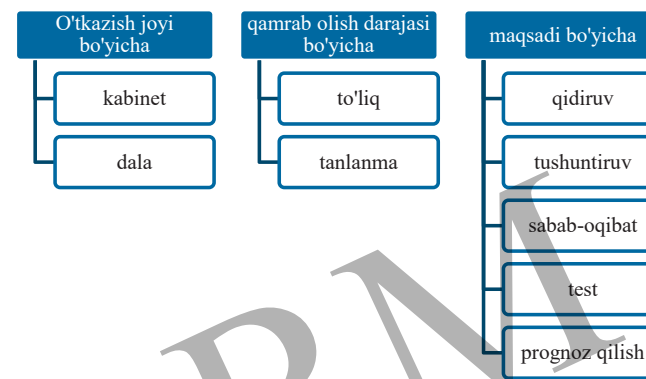 O'tkazish joyi
bo'yicha
kabinet
dala
qamrab olish darajasi
bo'yicha
to'liq
tanlanma
maqsadi bo'yicha
qidiruv
tushuntiruv
sabab-oqibat
test
prognoz qilish